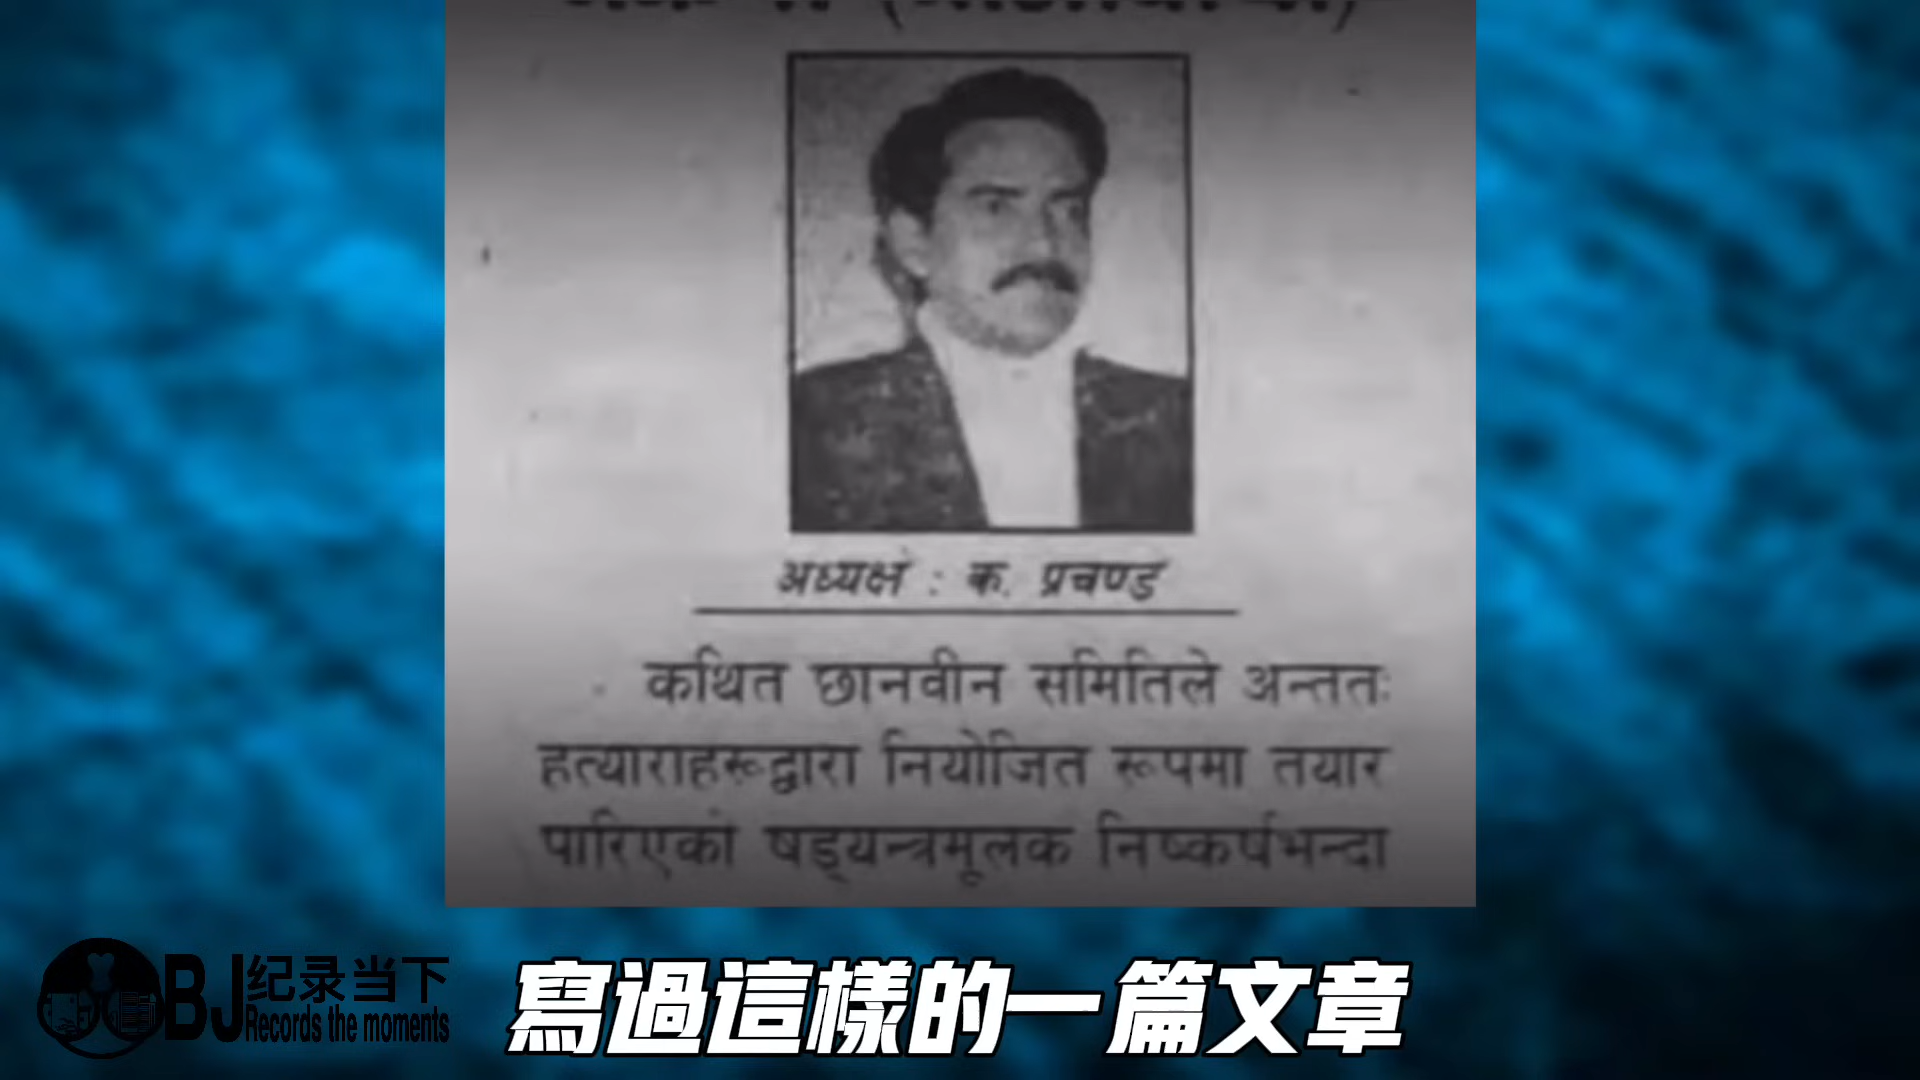 अध्यक्ष : क. प्रचण्ड
कथित छानवीन समितिले अन्ततः
हत्याराहरूद्वारा नियोजित रूपमा तयार
पारिएको षड्यन्त्रमूलक निष्कर्षभन्दा
BJ纪录当下
Records the moments
寫過這樣的一篇文章